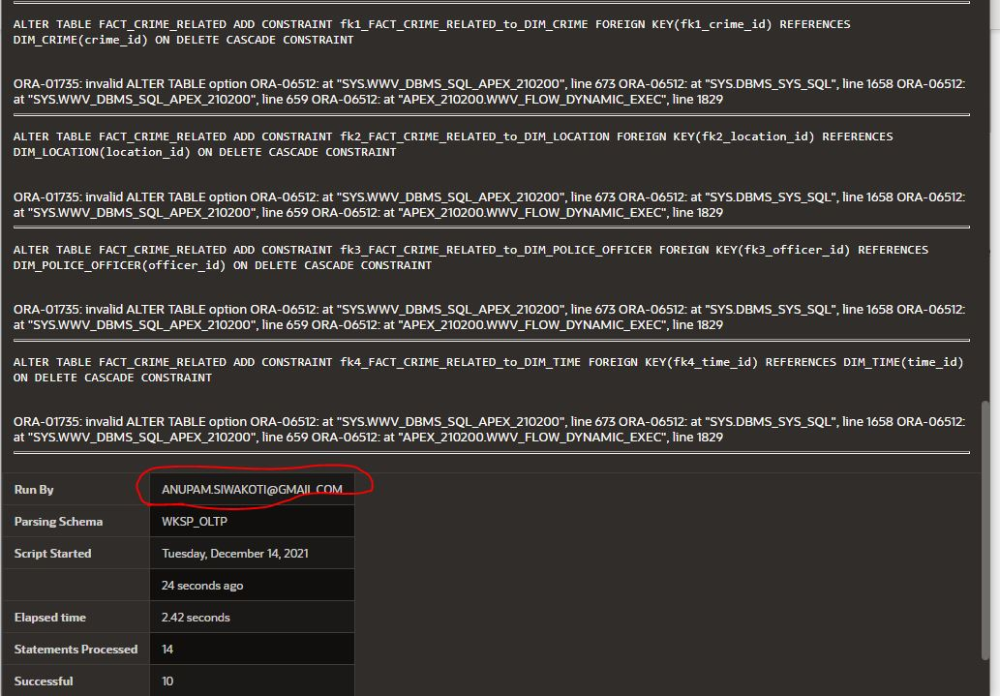 ALTER TABLE FACT_CRIME_RELATED ADD CONSTRAINT fk1_FACT_CRIME_RELATED_to_DIM_CRIME FOREIGN KEY(fk1_crime_id) REFERENCES
DIM_CRIME(crime_id) ON DELETE CASCADE CONSTRAINT
ORA-01735: invalid ALTER TABLE option ORA-06512: at "SYS.WWV_DBMS_SQL_APEX_210200", line 673 ORA-06512: at "SYS.DBMS_SYS_SQL", line 1658 ORA-06512:
at "SYS.WWV_DBMS_SQL_APEX_210200", line 659 ORA-06512: at "APEX_210200.WWV_FLOW_DYNAMIC_EXEC", line 1829
ALTER TABLE FACT_CRIME_RELATED ADD CONSTRAINT fk2_FACT_CRIME_RELATED_to_DIM_LOCATION FOREIGN KEY(fk2_location_id) REFERENCES
DIM_LOCATION(location_id) ON DELETE CASCADE CONSTRAINT
ORA-01735: invalid ALTER TABLE option ORA-06512: at "SYS.WWV_DBMS_SQL_APEX_210200", line 673 ORA-06512: at "SYS.DBMS_SYS_SQL", line 1658 ORA-06512:
at "SYS.WWV_DBMS_SQL_APEX_210200", line 659 ORA-06512: at "APEX_210200.WWV_FLOW_DYNAMIC_EXEC", line 1829
ALTER TABLE FACT_CRIME_RELATED ADD CONSTRAINT fk3_FACT_CRIME_RELATED_to_DIM_POLICE_OFFICER FOREIGN KEY(fk3_officer_id) REFERENCES
DIM_POLICE_OFFICER(officer_id) ON DELETE CASCADE CONSTRAINT
ORA-01735: invalid ALTER TABLE option ORA-06512: at "SYS.WWV_DBMS_SQL_APEX_210200", line 673 ORA-06512: at "SYS.DBMS_SYS_SQL", line 1658 ORA-06512:
at "SYS.WWV_DBMS_SQL_APEX_210200", line 659 ORA-06512: at "APEX_210200.WWV_FLOW_DYNAMIC_EXEC", line 1829
ALTER TABLE FACT_CRIME_RELATED ADD CONSTRAINT fk4_FACT_CRIME_RELATED_to_DIM_TIME FOREIGN KEY(fk4_time_id) REFERENCES DIM_TIME(time_id)
ON DELETE CASCADE CONSTRAINT
ORA-01735: invalid ALTER TABLE option ORA-06512: at "SYS.WWV_DBMS_SQL_APEX_210200", line 673 ORA-06512: at "SYS.DBMS_SYS_SQL", line 1658 ORA-06512:
at "SYS.WWV_DBMS_SQL_APEX_210200", line 659 ORA-06512: at "APEX_210200.WWV_FLOW_DYNAMIC_EXEC", line 1829
Run By ANUPAM.SIWAKOTI@GMAIL.COM
Parsing Schema WKSP_OLTP
Script Started Tuesday, December 14, 2021
24 seconds ago
Elapsed time 2.42 seconds
Statements Processed 14
Successful 10